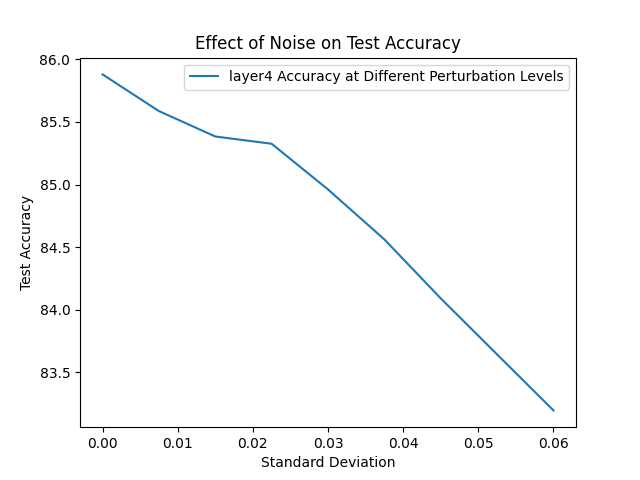 Effect of Noise on Test Accuracy
layer4 Accuracy at Different Perturbation Levels
86.0
85.5
85.0
84.5
84.0
83.5
Test Accuracy
0.00 0.01 0.02 0.03 0.04 0.05 0.06
Standard Deviation